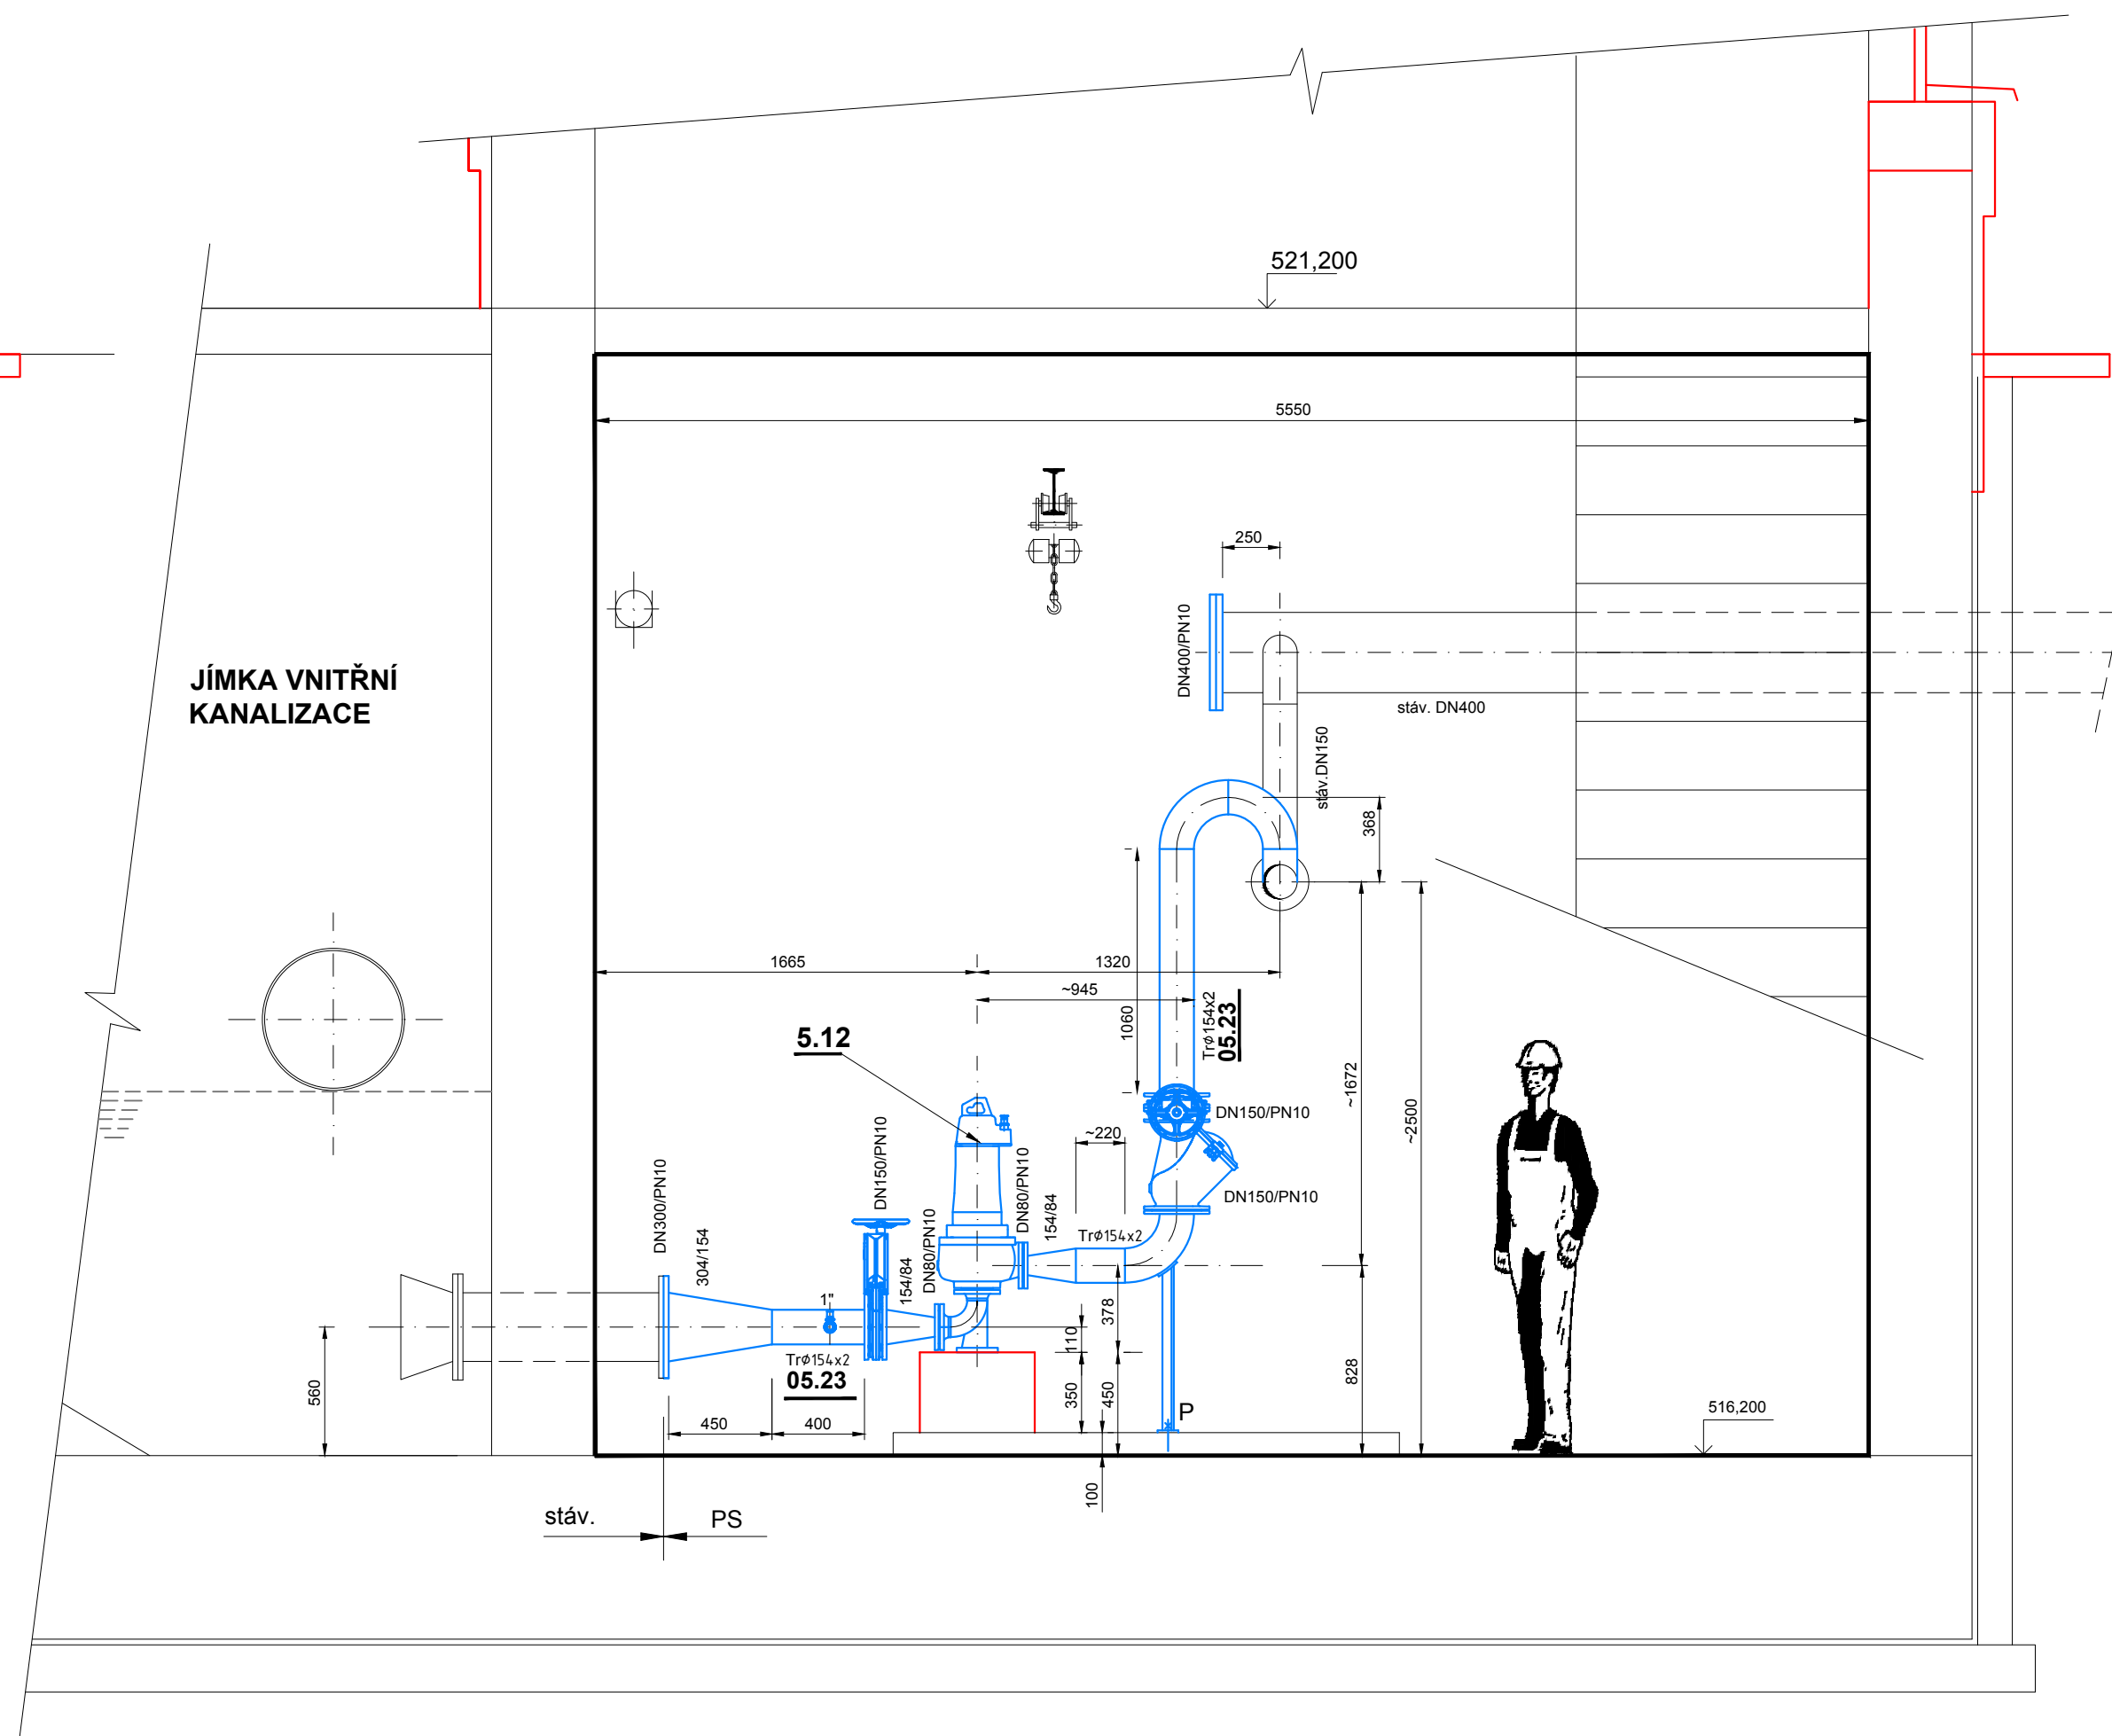 521,200
5550
250
DN400/PN10
JÍMKA VNITŘNÍ
KANALIZACE
stáv. DN400
stáv.DN150
368
1665
1320
~945
1060
Trϕ154x2
05.23
5.12
~1672
~2500
DN150/PN10
~220
DN150/PN10
DN150/PN10
DN80/PN10
154/84
DN300/PN10
304/154
DN80/PN10
154/84
Trϕ154x2
1"
378
110
Trϕ154x2
05.23
560
450
400
350
450
828
P
516,200
100
stáv.
PS